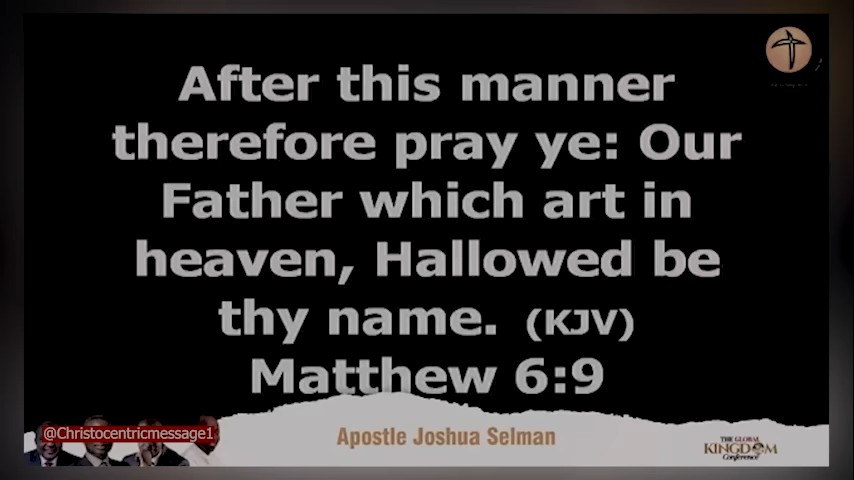 After this manner
therefore pray ye: Our
Father which art in
heaven, Hallowed be
thy name. (KJV)
Matthew 6:9
@Christocentricmessage1
Apostle Joshua Selman
THE GLOBAL
KINGDOM
Conference